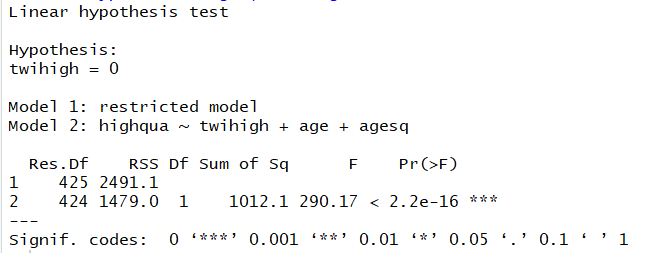 Linear hypothesis test
Hypothesis:
twihigh = 0
Model 1: restricted model
Model 2: highqua ~ twihigh + age + agesq
  Res.Df    RSS Df Sum of Sq      F    Pr(>F)
1    425 2491.1
2    424 1479.0  1    1012.1 290.17 < 2.2e-16 ***
---
Signif. codes:  0 ‘***’ 0.001 ‘**’ 0.01 ‘*’ 0.05 ‘.’ 0.1 ‘ ’ 1